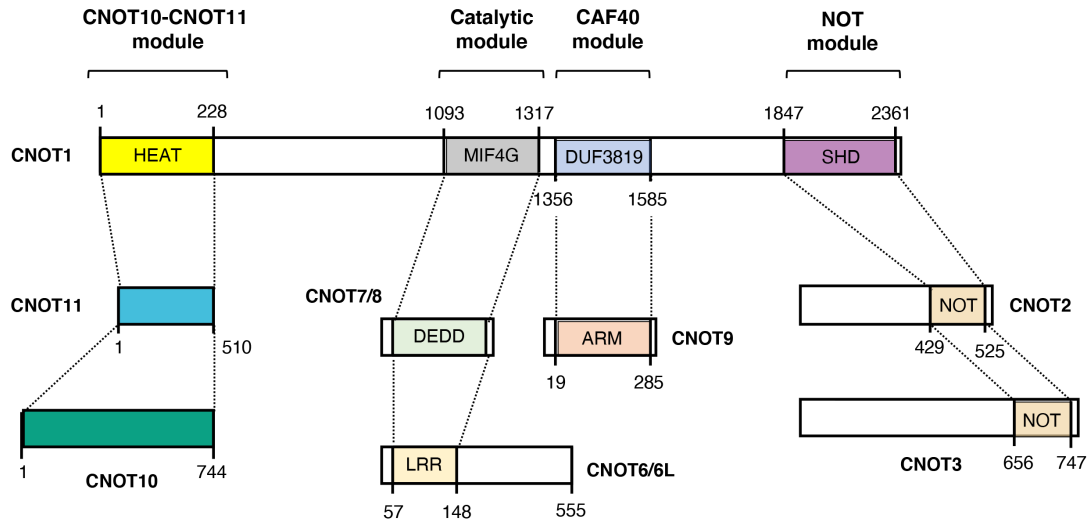 CNOT10-CNOT11
module
Catalytic
module
CAF40
module
NOT
module
1
228
1093
1317
1847
2361
CNOT1
HEAT
MIF4G
DUF3819
SHD
1356
1585
CNOT11
1
510
CNOT7/8
DEDD
ARM
CNOT9
19
285
NOT
CNOT2
429
525
1
744
CNOT10
LRR
CNOT6/6L
57
148
555
NOT
CNOT3
656
747